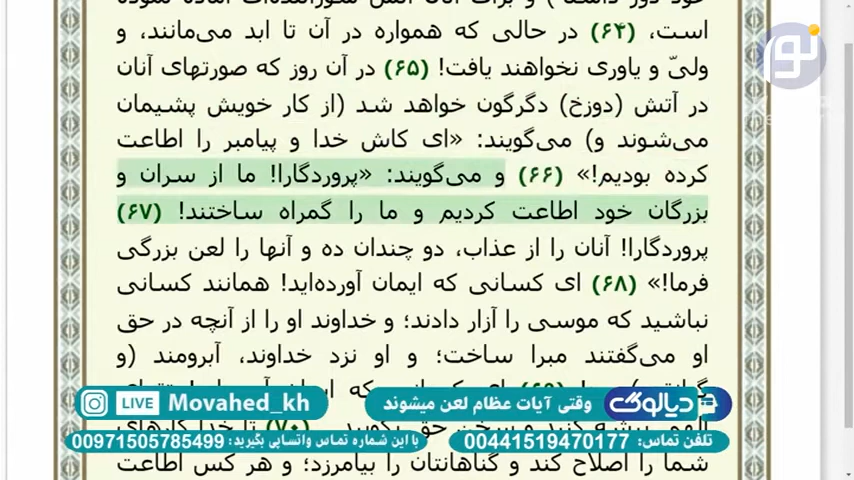 است، (۶۴) در حالی که همواره در آن تا ابد می‌مانند، و
ولیّ و یاوری نخواهند یافت! (۶۵) در آن روز که صورتهای آنان
در آتش (دوزخ) دگرگون خواهد شد (از کار خویش پشیمان
می‌شوند و) می‌گویند: «ای کاش خدا و پیامبر را اطاعت
کرده بودیم!» (۶۶) و می‌گویند: «پروردگارا! ما از سران و
بزرگان خود اطاعت کردیم و ما را گمراه ساختند! (۶۷)
پروردگارا! آنان را از عذاب، دو چندان ده و آنها را لعن بزرگی
فرما!» (۶۸) ای کسانی که ایمان آورده‌اید! همانند کسانی
نباشید که موسی را آزار دادند؛ و خداوند او را از آنچه در حق
او می‌گفتند مبرا ساخت؛ و او نزد خداوند، آبرومند (و
دیالوگ وقتی آیات عظام لعن میشوند
Movahed_kh LIVE
تلفن تماس: 00441519470177
با این شماره تماس واتساپی بگیرید: 00971505785499
شما را اصلاح کند و گناهانتان را بیامرزد؛ و هر کس اطاعت
نور